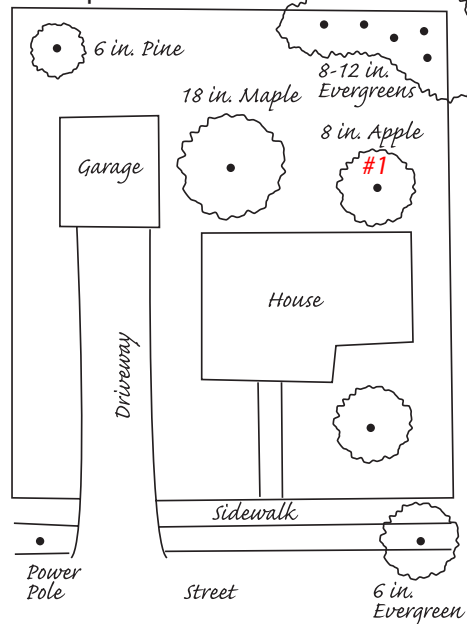 6 in. Pine
8-12 in.
Evergreens
18 in. Maple
8 in. Apple
#1
Garage
House
Driveway
Sidewalk
Power
Pole
Street
6 in.
Evergreen